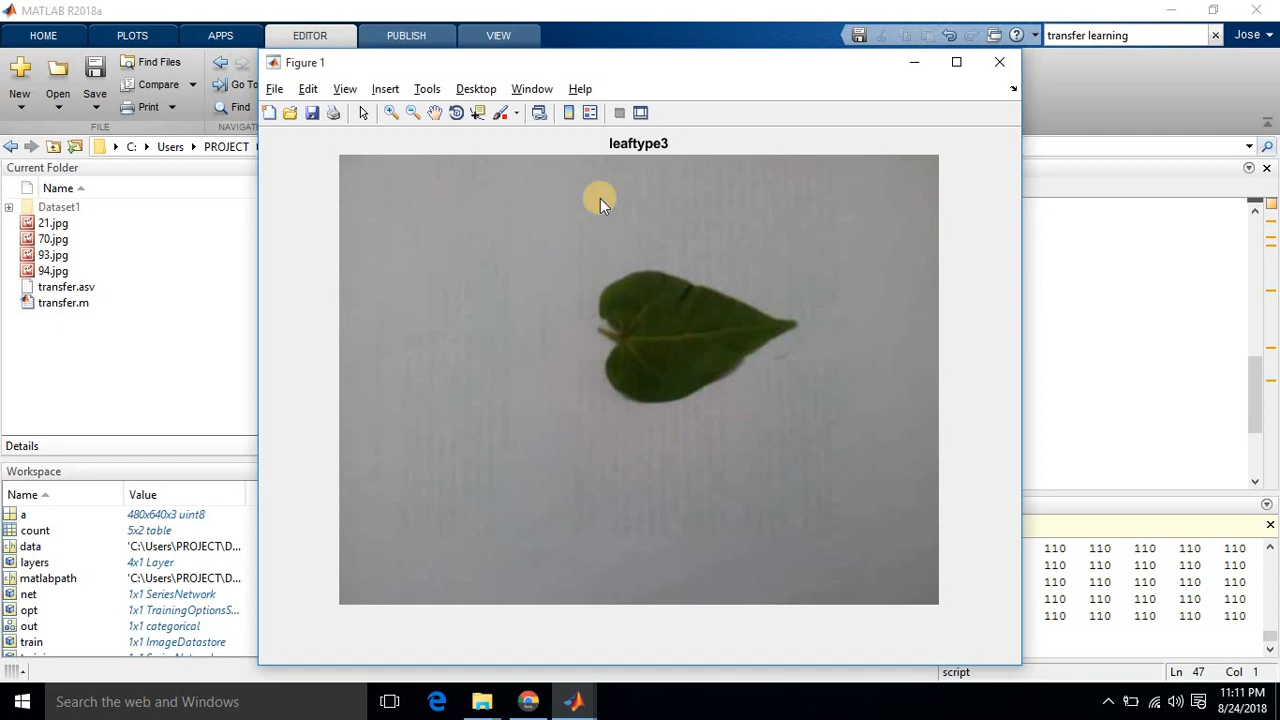 MATLAB R2018a
HOME PLOTS APPS EDITOR PUBLISH VIEW transfer learning Jose
New Open Save Find Files Compare Print Go To Find
FILE NAVIGAT
C: Users PROJECT
Figure 1
File Edit View Insert Tools Desktop Window Help
leaftype3
Current Folder
Name
Dataset1
21.jpg
70.jpg
93.jpg
94.jpg
transfer.asv
transfer.m
Details
Workspace
Name Value
a 480x640x3 uint8
count 5x2 table
data 'C:\Users\PROJECT\D...
layers 4x1 Layer
matlabpath 'C:\Users\PROJECT\D...
net 1x1 SeriesNetwork
opt 1x1 TrainingOptionsS...
out 1x1 categorical
train 1x1 ImageDatastore
110 110 110 110 110
110 110 110 110 110
110 110 110 110 110
110 110 110 110 110
110 110 110 110 110
script Ln 47 Col 1
Search the web and Windows
11:11 PM
8/24/2018